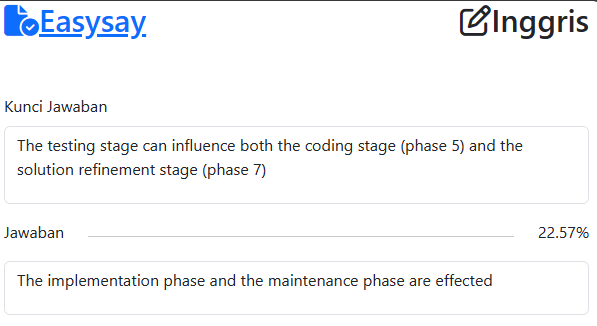 Easysay
Inggris
Kunci Jawaban
The testing stage can influence both the coding stage (phase 5) and the
solution refinement stage (phase 7)
Jawaban
22.57%
The implementation phase and the maintenance phase are effected